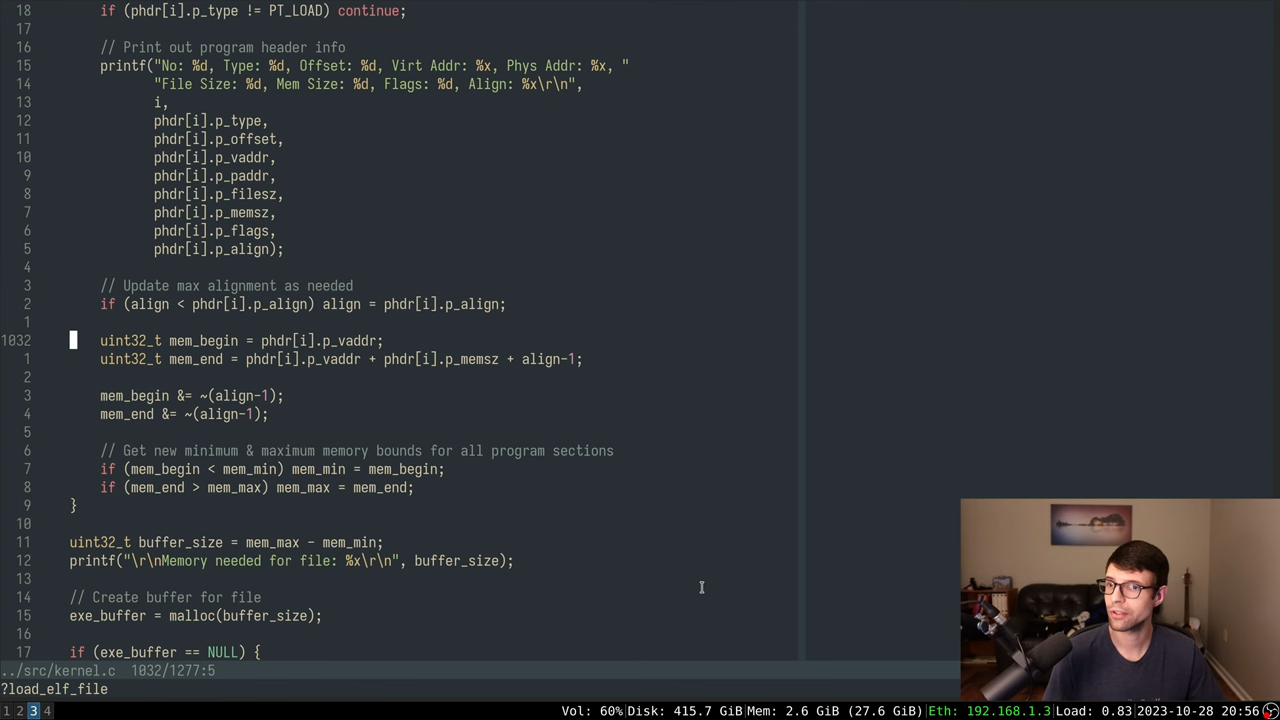 18 if (phdr[i].p_type != PT_LOAD) continue;
17
16 // Print out program header info
15 printf("No: %d, Type: %d, Offset: %d, Virt Addr: %x, Phys Addr: %x, "
14 "File Size: %d, Mem Size: %d, Flags: %d, Align: %x\r\n",
13 i,
12 phdr[i].p_type,
11 phdr[i].p_offset,
10 phdr[i].p_vaddr,
9 phdr[i].p_paddr,
8 phdr[i].p_filesz,
7 phdr[i].p_memsz,
6 phdr[i].p_flags,
5 phdr[i].p_align);
4
3 // Update max alignment as needed
2 if (align < phdr[i].p_align) align = phdr[i].p_align;
1
1032 uint32_t mem_begin = phdr[i].p_vaddr;
1 uint32_t mem_end = phdr[i].p_vaddr + phdr[i].p_memsz + align-1;
2
3 mem_begin &= ~(align-1);
4 mem_end &= ~(align-1);
5
6 // Get new minimum & maximum memory bounds for all program sections
7 if (mem_begin < mem_min) mem_min = mem_begin;
8 if (mem_end > mem_max) mem_max = mem_end;
9 }
10
11 uint32_t buffer_size = mem_max - mem_min;
12 printf("\r\nMemory needed for file: %x\r\n", buffer_size);
13
14 // Create buffer for file
15 exe_buffer = malloc(buffer_size);
16
17 if (exe_buffer == NULL) {
../src/kernel.c 1032/1277:5
?load_elf_file
1 2 3 4 Vol: 60%|Disk: 415.7 GiB|Mem: 2.6 GiB (27.6 GiB)|Eth: 192.168.1.3|Load: 0.83|2023-10-28 20:56